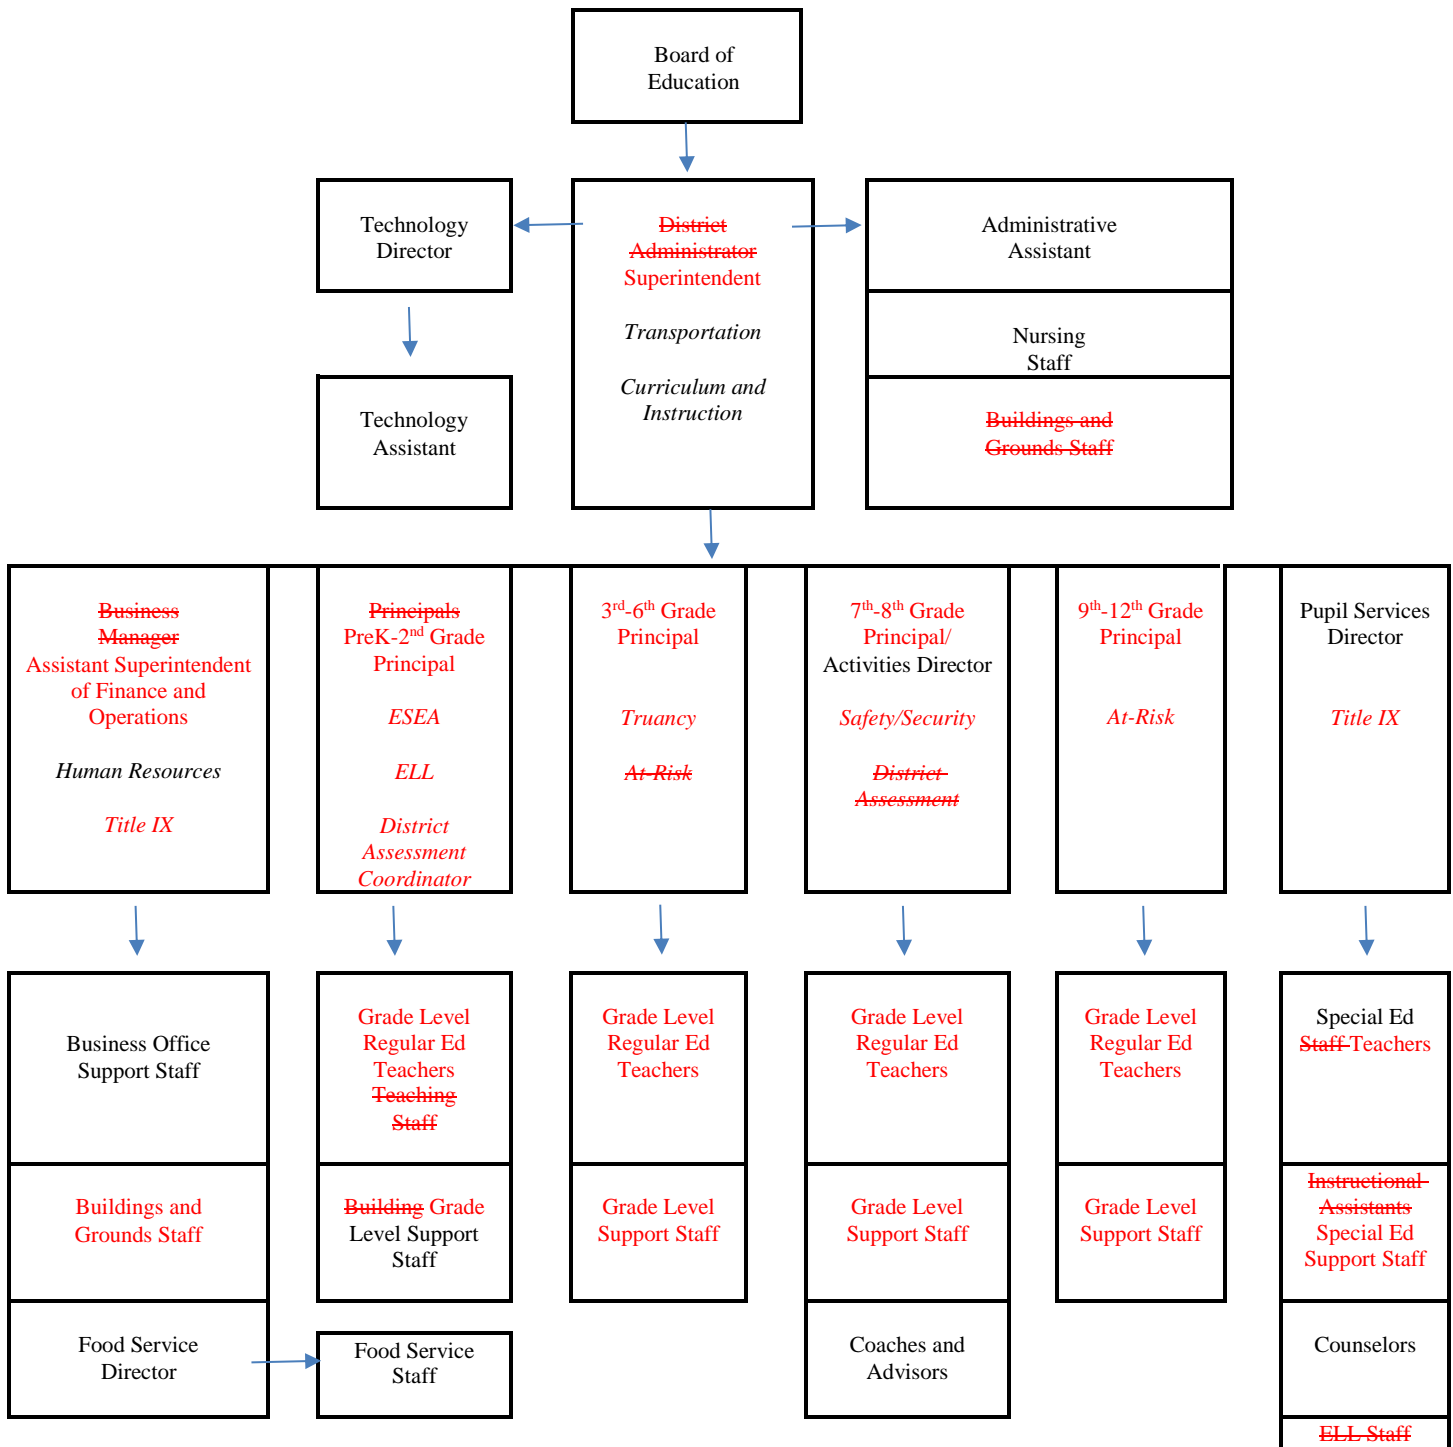 Board of
Education
Technology
Director
District
Administrator
Superintendent
Transportation
Curriculum and
Instruction
Administrative
Assistant
Nursing
Staff
Technology
Assistant
Buildings and
Grounds Staff
Business
Manager
Assistant Superintendent
of Finance and
Operations
Human Resources
Title IX
Principals
PreK-2nd Grade
Principal
ESEA
ELL
District
Assessment
Coordinator
3rd-6th Grade
Principal
Truancy
At-Risk
7th-8th Grade
Principal/
Activities Director
Safety/Security
District
Assessment
9th-12th Grade
Principal
At-Risk
Pupil Services
Director
Title IX
Business Office
Support Staff
Grade Level
Regular Ed
Teachers
Teaching
Staff
Grade Level
Regular Ed
Teachers
Grade Level
Regular Ed
Teachers
Grade Level
Regular Ed
Teachers
Special Ed
Staff Teachers
Buildings and
Grounds Staff
Building Grade
Level Support
Staff
Grade Level
Support Staff
Grade Level
Support Staff
Grade Level
Support Staff
Instructional
Assistants
Special Ed
Support Staff
Food Service
Director
Food Service
Staff
Coaches and
Advisors
Counselors
ELL Staff